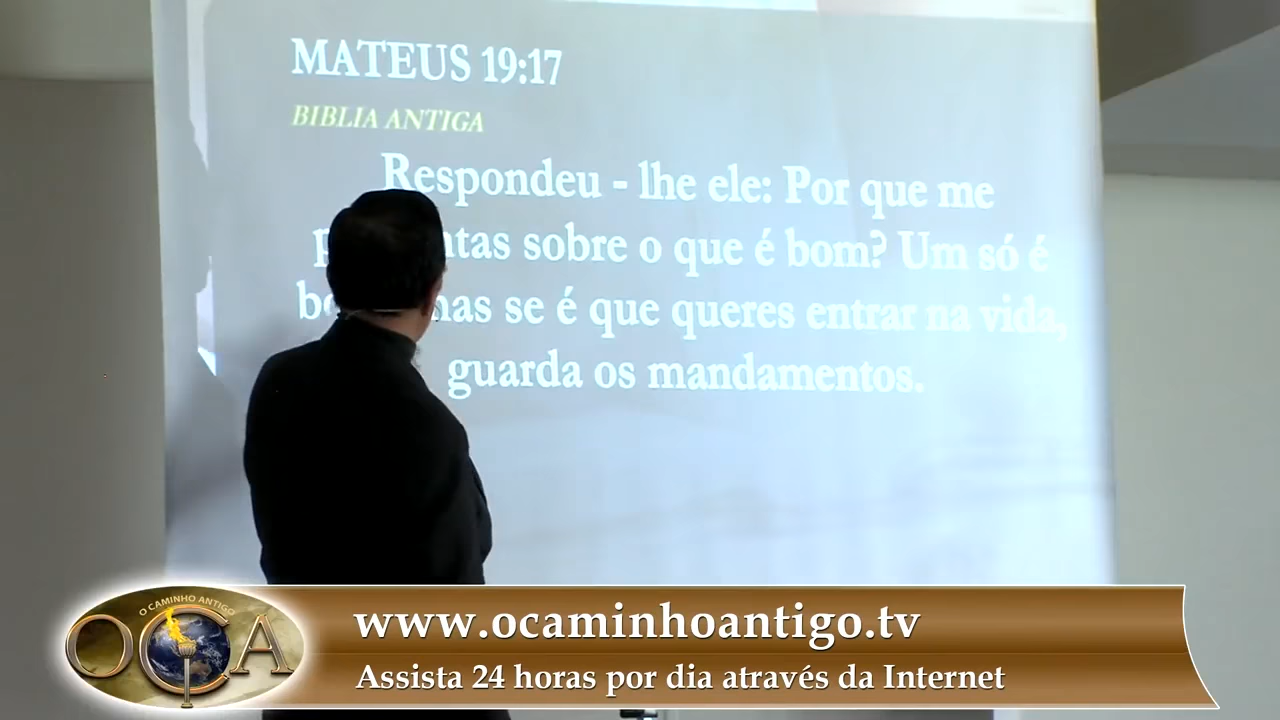 MATEUS 19:17
BIBLIA ANTIGA
Respondeu - lhe ele: Por que me
sobre o que é bom? Um só é
se é que queres entrar na vida,
guarda os mandamentos.
O CAMINHO ANTIGO
OCA
www.ocaminhoantigo.tv
Assista 24 horas por dia através da Internet